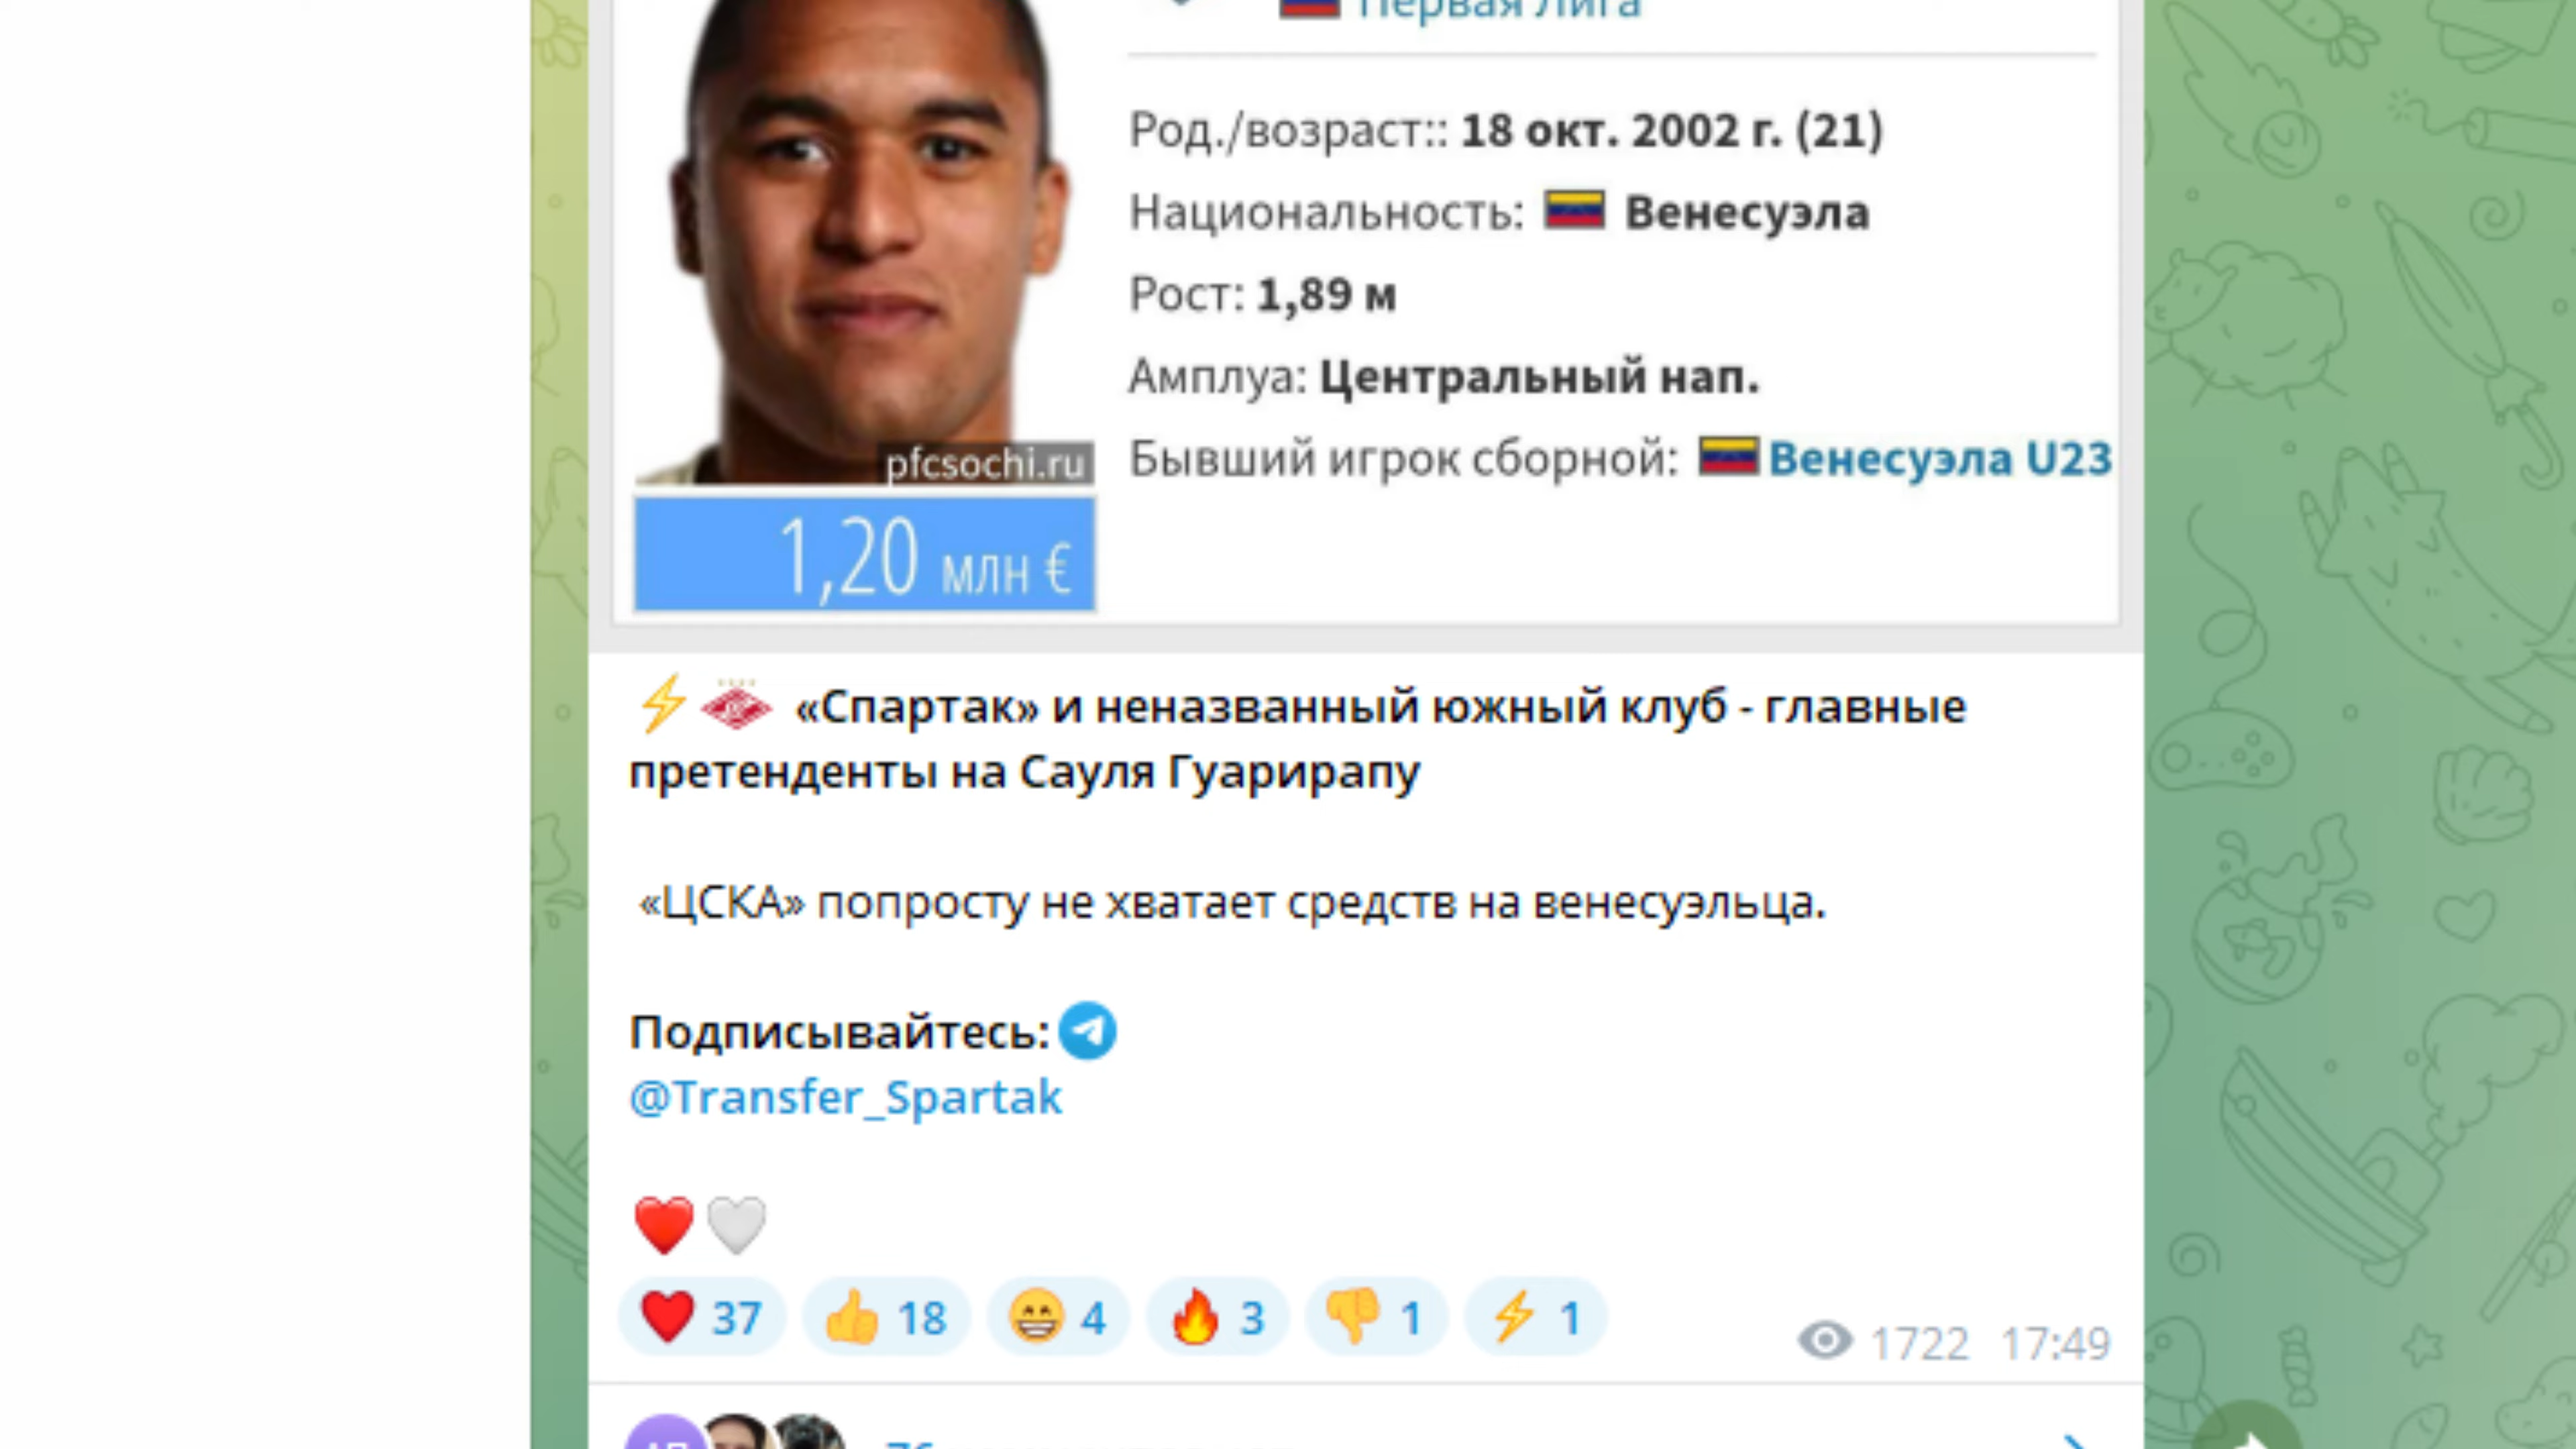 Первая Лига
Род./возраст:: 18 окт. 2002 г. (21)
Национальность: Венесуэла
Рост: 1,89 м
Амплуа: Центральный нап.
Бывший игрок сборной: Венесуэла U23
pfcsochi.ru
1,20 млн €
«Спартак» и неназванный южный клуб - главные
претенденты на Сауля Гуарирапу
«ЦСКА» попросту не хватает средств на венесуэльца.
Подписывайтесь:
@Transfer_Spartak
37 18 4 3 1 1
1722 17:49